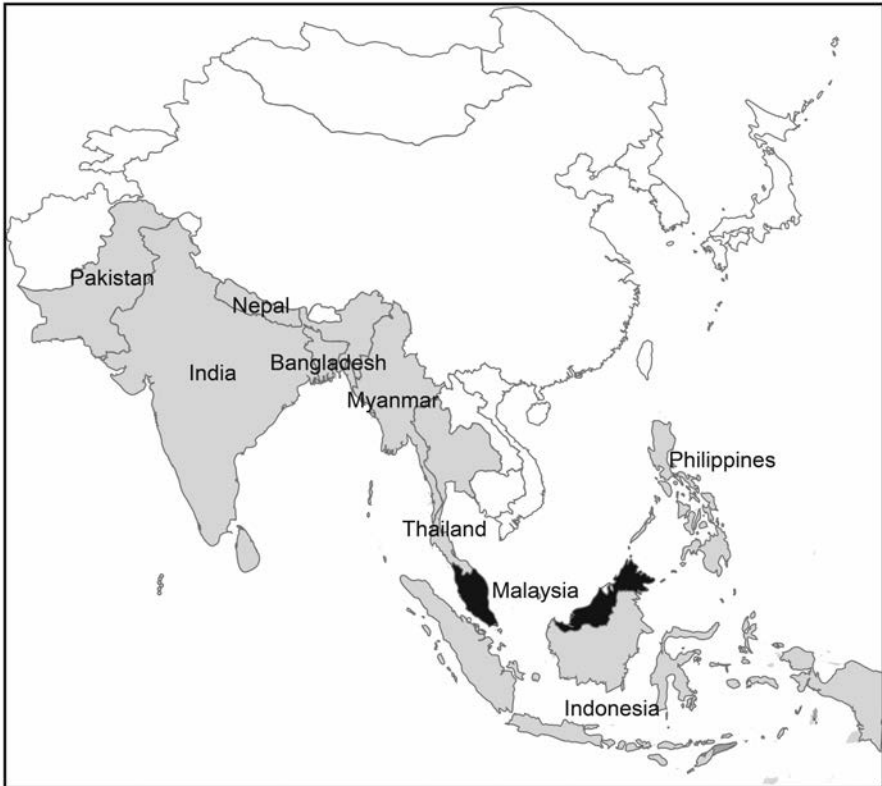 Pakistan
Nepal
India
Bangladesh
Myanmar
Philippines
Thailand
Malaysia
Indonesia